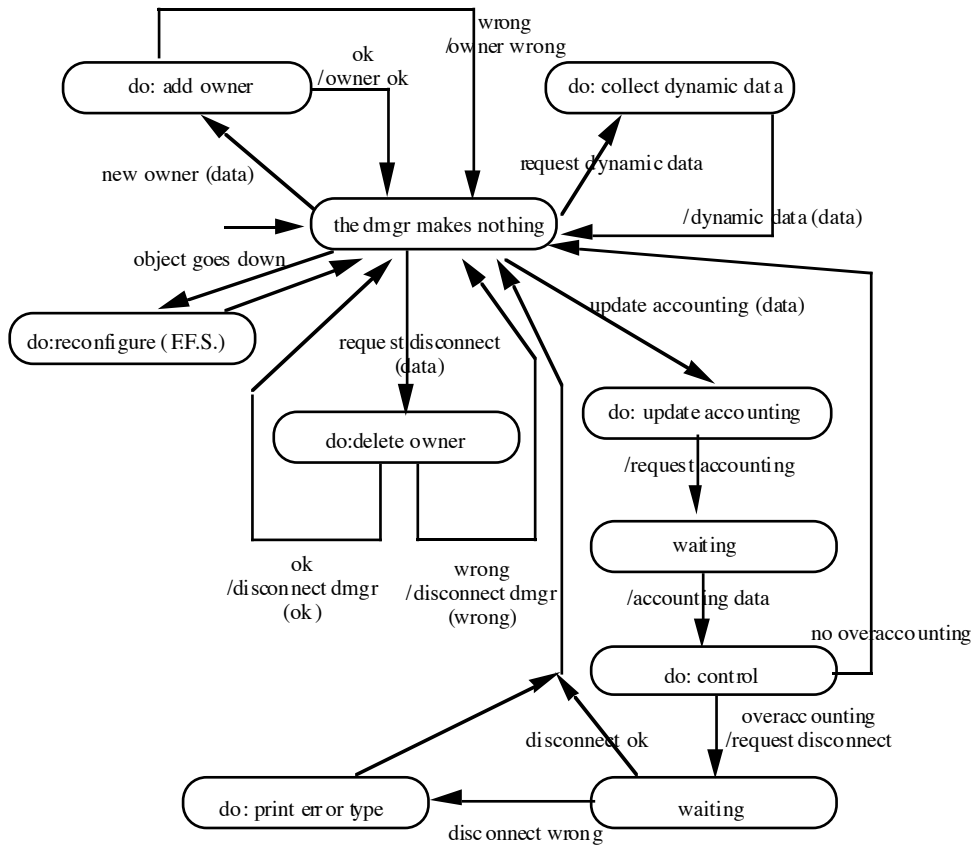 wrong
/owner wrong
ok
/owner ok
do: add owner
do: collect dynamic data
new owner (data)
request dynamic data
the dmgr makes nothing
/dynamic data (data)
object goes down
update accounting (data)
do:reconfigure (F.F.S.)
request disconnect
(data)
do: update accounting
do:delete owner
/request accounting
waiting
ok
/disconnect dmgr
(ok)
wrong
/disconnect dmgr
(wrong)
/accounting data
no overaccounting
do: control
overaccounting
/request disconnect
disconnect ok
do: print error type
waiting
disconnect wrong